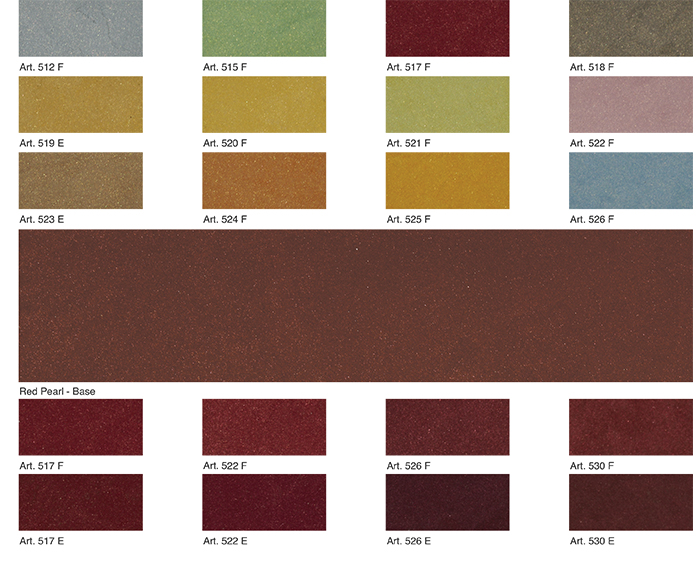 Art. 512 F
Art. 515 F
Art. 517 F
Art. 518 F
Art. 519 E
Art. 520 F
Art. 521 F
Art. 522 F
Art. 523 E
Art. 524 F
Art. 525 F
Art. 526 F
Red Pearl - Base
Art. 517 F
Art. 522 F
Art. 526 F
Art. 530 F
Art. 517 E
Art. 522 E
Art. 526 E
Art. 530 E